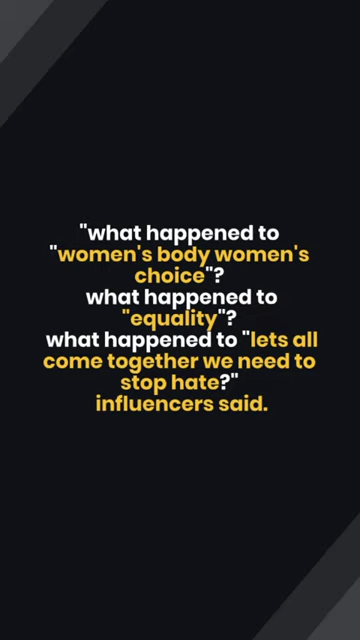 "what happened to
"women's body women's
choice"?
what happened to
"equality"?
what happened to "lets all
come together we need to
stop hate?"
influencers said.